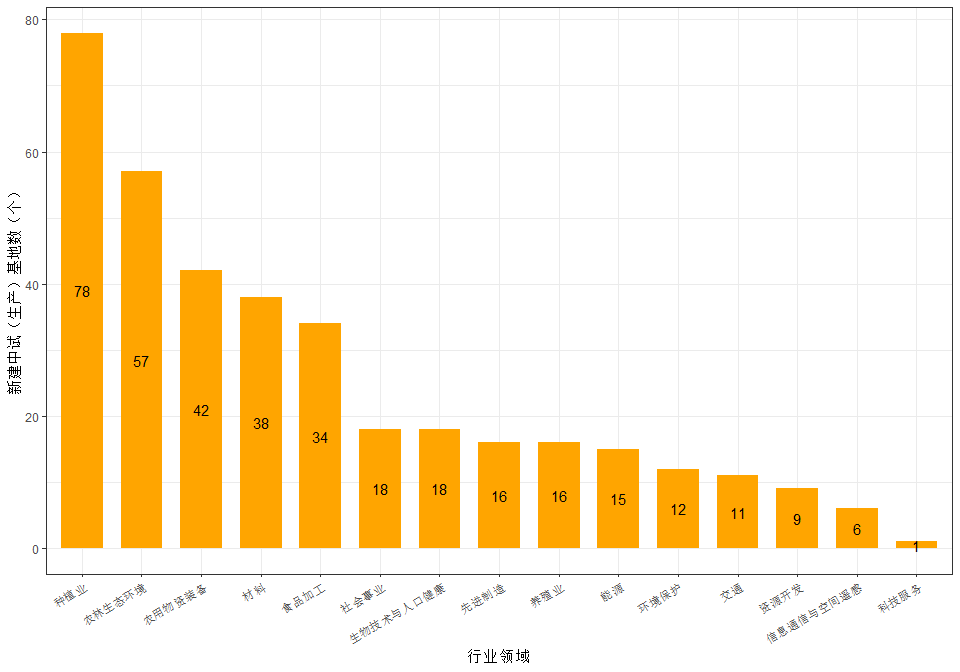 新建中试（生产）基地数（个）
80
60
40
20
0
78
57
42
38
34
18
18
16
16
15
12
11
9
6
1
种植业
农林生态环境
农用物资装备
材料
食品加工
社会事业
生物技术与人口健康
先进制造
养殖业
能源
环境保护
交通
资源开发
信息通信与空间遥感
科技服务
行业领域